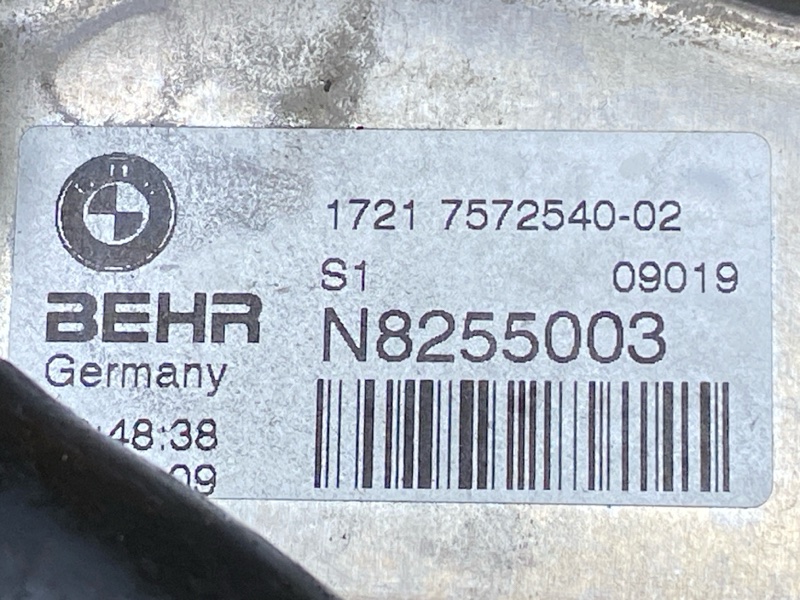 1721 7572540-02
S1 09019
BEHR
N8255003
Germany
:48:38
09